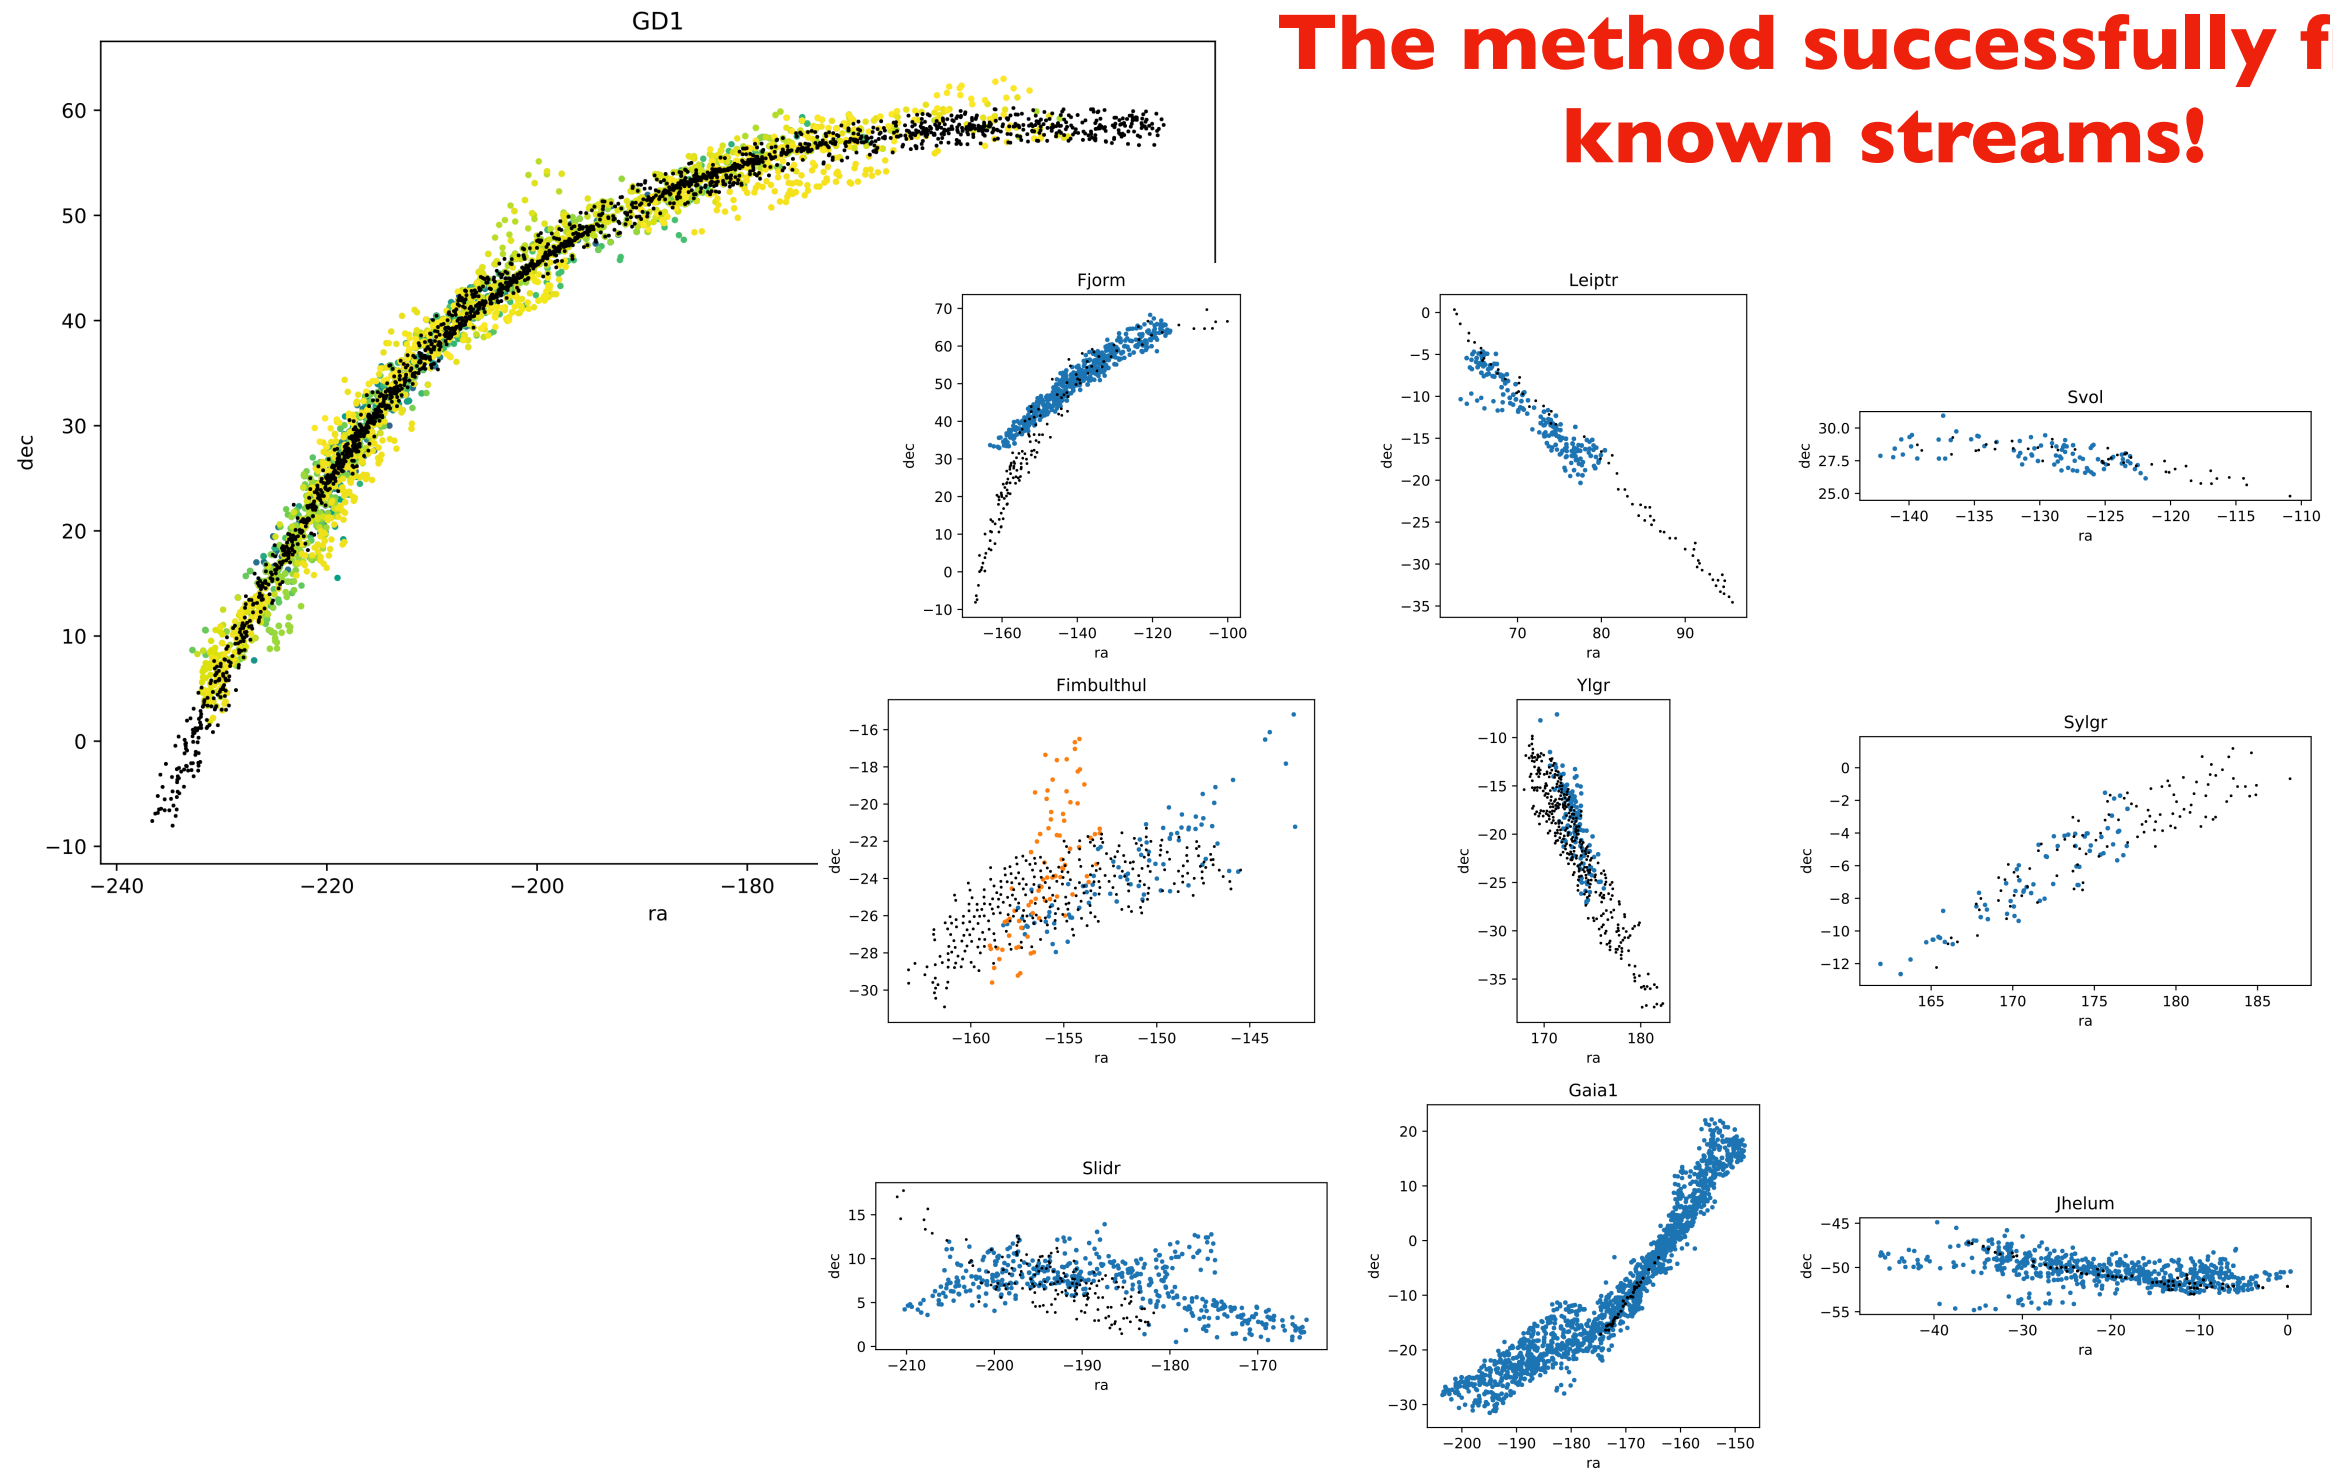 GD1
The method successfully f
known streams!
60
50
40
30
20
10
0
−10
dec
−240 −220 −200 −180
ra
Fjorm
70
60
50
40
30
20
10
0
−10
dec
−160 −140 −120 −100
ra
Leiptr
0
−5
−10
−15
−20
−25
−30
−35
dec
70 80 90
ra
Svol
30.0
27.5
25.0
dec
−140 −135 −130 −125 −120 −115 −110
ra
Fimbulthul
−16
−18
−20
−22
−24
−26
−28
−30
dec
−160 −155 −150 −145
ra
Ylgr
−10
−15
−20
−25
−30
−35
dec
170 180
ra
Sylgr
0
−2
−4
−6
−8
−10
−12
dec
165 170 175 180 185
ra
Slidr
15
10
5
0
dec
−210 −200 −190 −180 −170
ra
Gaia1
20
10
0
−10
−20
−30
dec
−200 −190 −180 −170 −160 −150
ra
Jhelum
−45
−50
−55
dec
−40 −30 −20 −10 0
ra